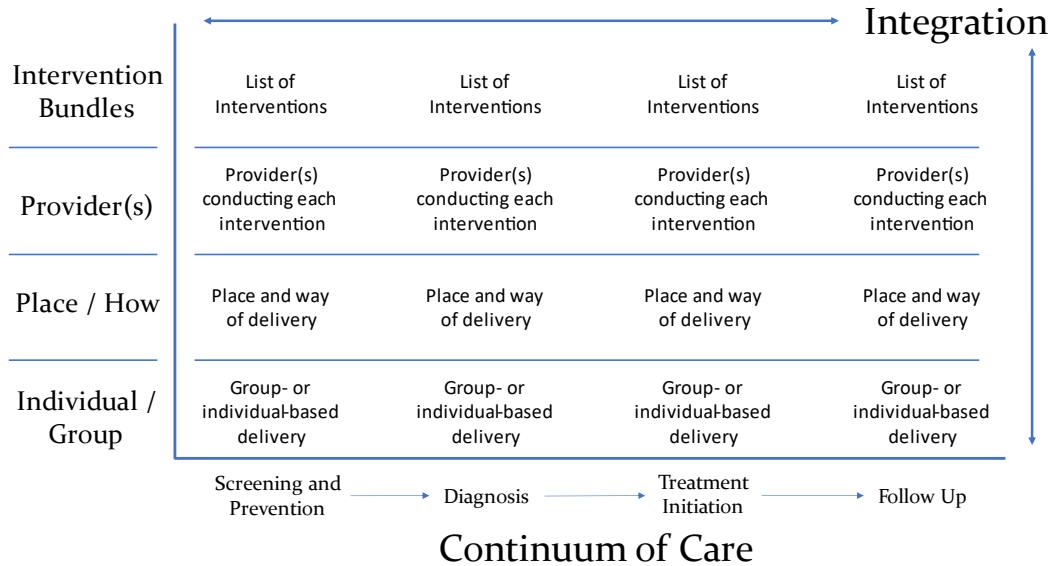 Integration
Intervention
Bundles
List of
Interventions
List of
Interventions
List of
Interventions
List of
Interventions
Provider(s)
Provider(s)
conducting each
intervention
Provider(s)
conducting each
intervention
Provider(s)
conducting each
intervention
Provider(s)
conducting each
intervention
Place / How
Place and way
of delivery
Place and way
of delivery
Place and way
of delivery
Place and way
of delivery
Individual /
Group
Group- or
individual-based
delivery
Group- or
individual-based
delivery
Group- or
individual-based
delivery
Group- or
individual-based
delivery
Screening and
Prevention
Diagnosis
Treatment
Initiation
Follow Up
Continuum of Care